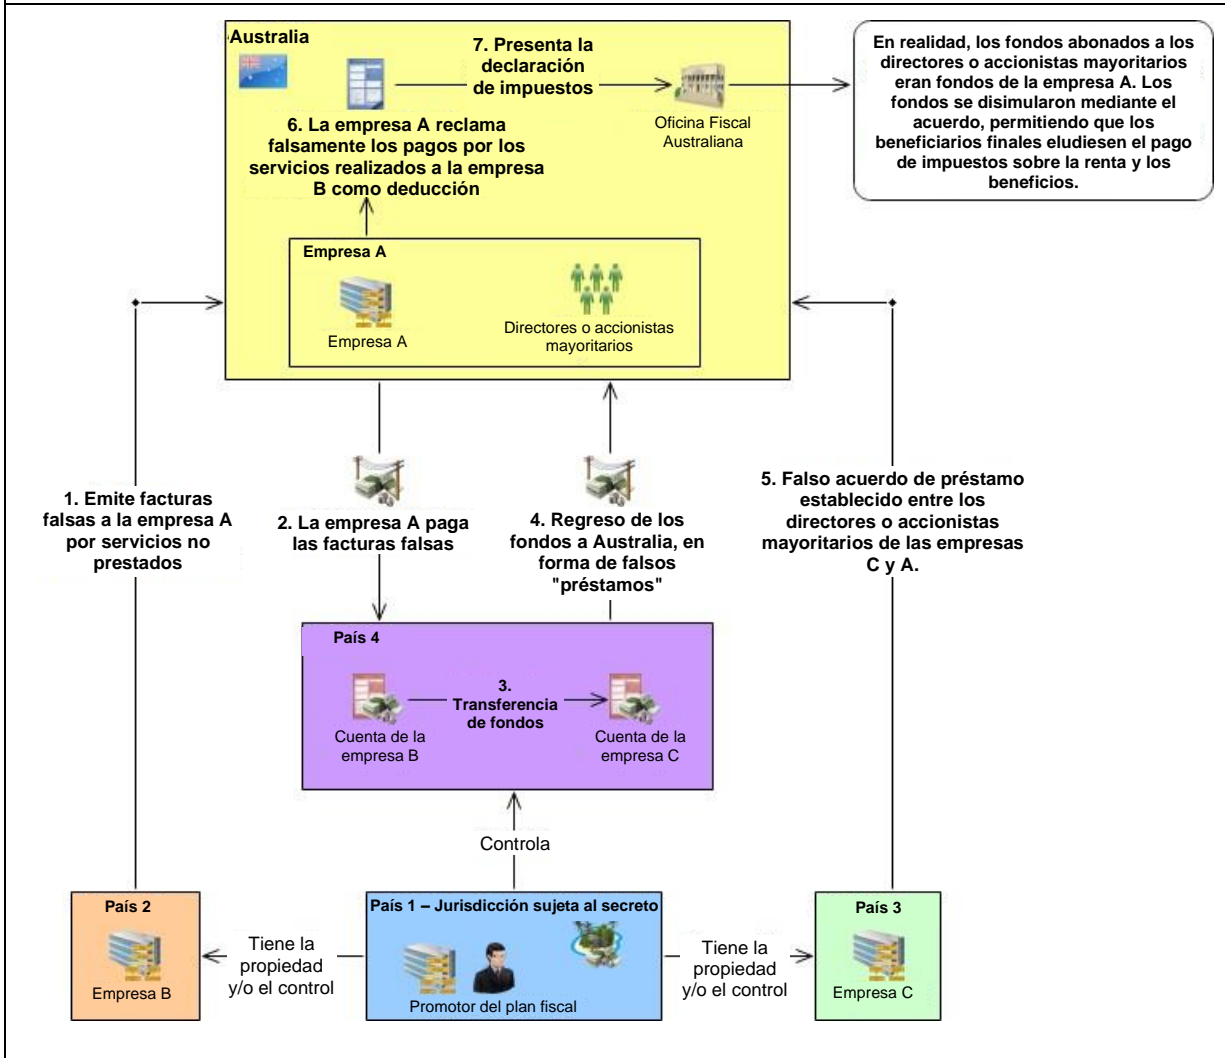 Australia
7. Presenta la
declaración
de impuestos
Oficina Fiscal
Australiana
En realidad, los fondos abonados a los
directores o accionistas mayoritarios
eran fondos de la empresa A. Los
fondos se disimularon mediante el
acuerdo, permitiendo que los
beneficiarios finales eludiesen el pago
de impuestos sobre la renta y los
beneficios.
6. La empresa A reclama
falsamente los pagos por los
servicios realizados a la empresa
B como deducción
Empresa A
Empresa A
Directores o accionistas
mayoritarios
1. Emite facturas
falsas a la empresa A
por servicios no
prestados
2. La empresa A paga
las facturas falsas
4. Regreso de los
fondos a Australia, en
forma de falsos
"préstamos"
5. Falso acuerdo de préstamo
establecido entre los
directores o accionistas
mayoritarios de las empresas
C y A.
País 4
3.
Transferencia
de fondos
Cuenta de la
empresa B
Cuenta de la
empresa C
Controla
País 2
Empresa B
Tiene la
propiedad
y/o el control
País 1 – Jurisdicción sujeta al secreto
Promotor del plan fiscal
Tiene la
propiedad
y/o el control
País 3
Empresa C